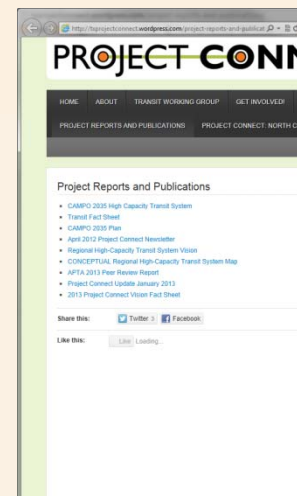 http://toprojectconnect.wordpress.com/project-reports-and-publicat
PROJECT CONN
HOME ABOUT TRANSIT WORKING GROUP GET INVOLVED!
PROJECT REPORTS AND PUBLICATIONS PROJECT CONNECT: NORTH C
Project Reports and Publications
CAMPO 2035 High Capacity Transit System
Transit Fact Sheet
CAMPO 2035 Plan
April 2012 Project Connect Newsletter
Regional High-Capacity Transit System Vision
CONCEPTUAL Regional High-Capacity Transit System Map
APTA 2013 Peer Review Report
Project Connect Update January 2013
2013 Project Connect Vision Fact Sheet
Share this: Twitter 3 Facebook
Like this: Like Loading...